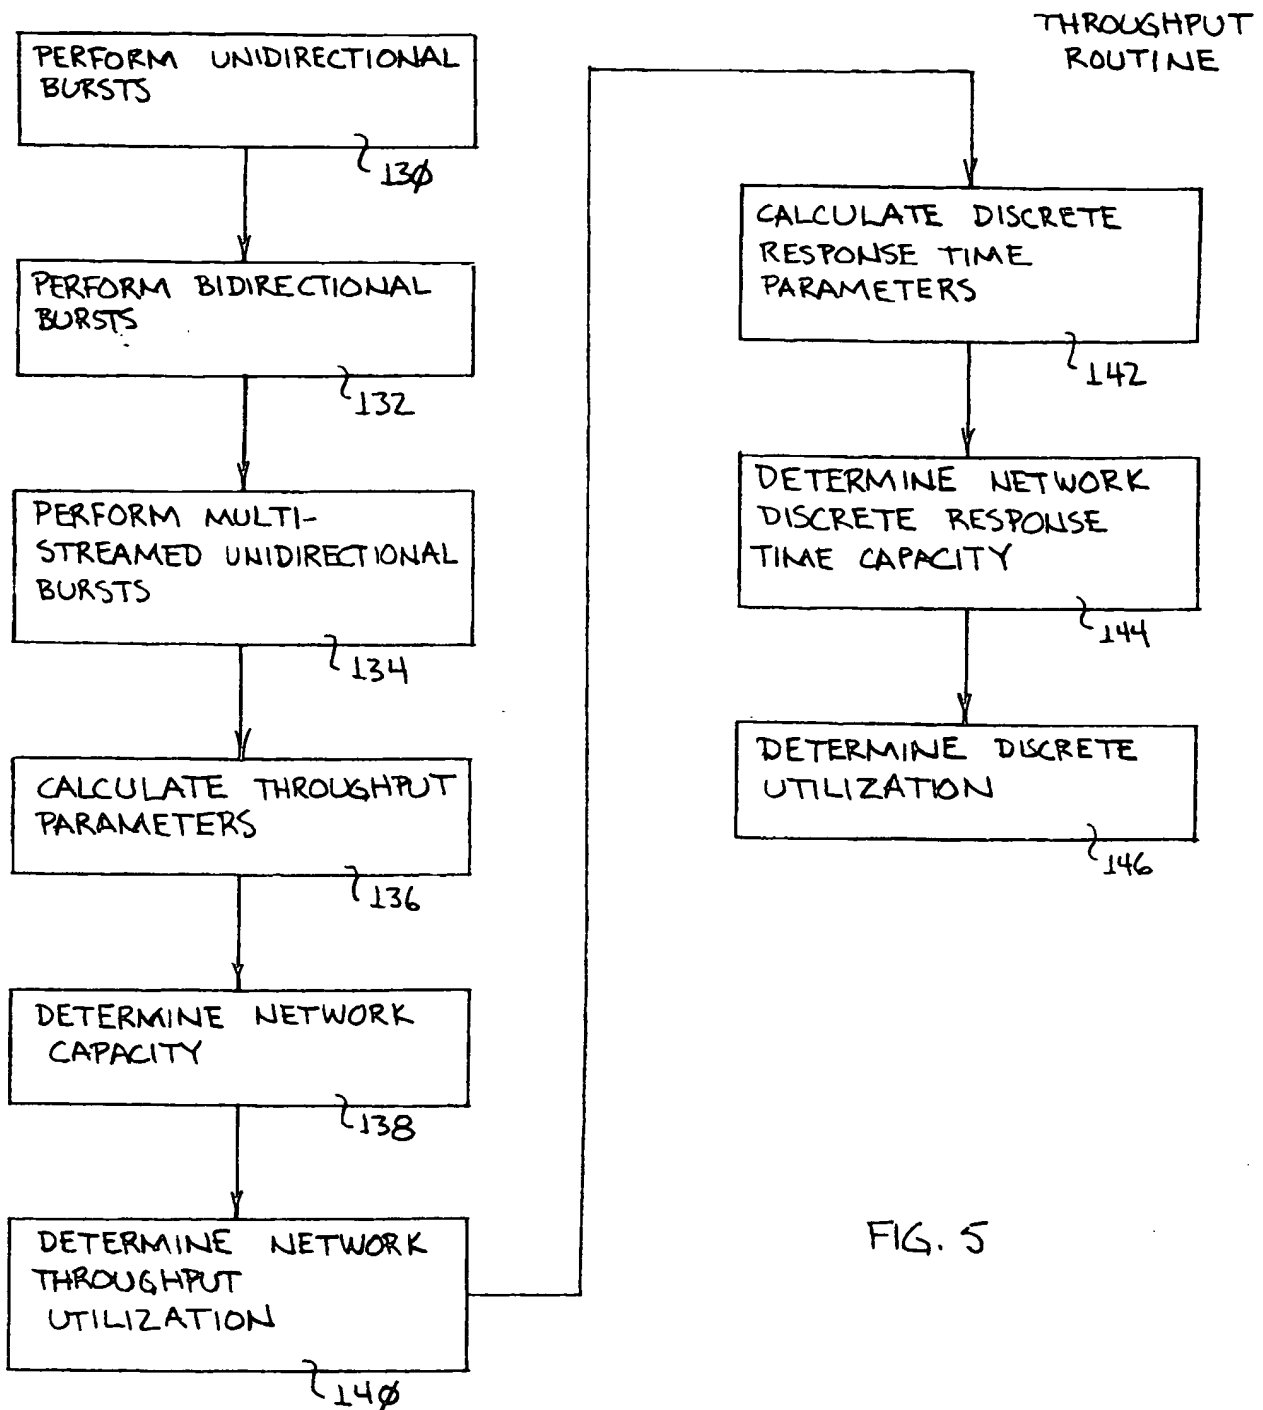 THROUGHPUT
ROUTINE
PERFORM UNIDIRECTIONAL
BURSTS
130
PERFORM BIDIRECTIONAL
BURSTS
132
PERFORM MULTI-
STREAMED UNIDIRECTIONAL
BURSTS
134
CALCULATE THROUGHPUT
PARAMETERS
136
DETERMINE NETWORK
CAPACITY
138
DETERMINE NETWORK
THROUGHPUT
UTILIZATION
140
CALCULATE DISCRETE
RESPONSE TIME
PARAMETERS
142
DETERMINE NETWORK
DISCRETE RESPONSE
TIME CAPACITY
144
DETERMINE DISCRETE
UTILIZATION
146
FIG. 5